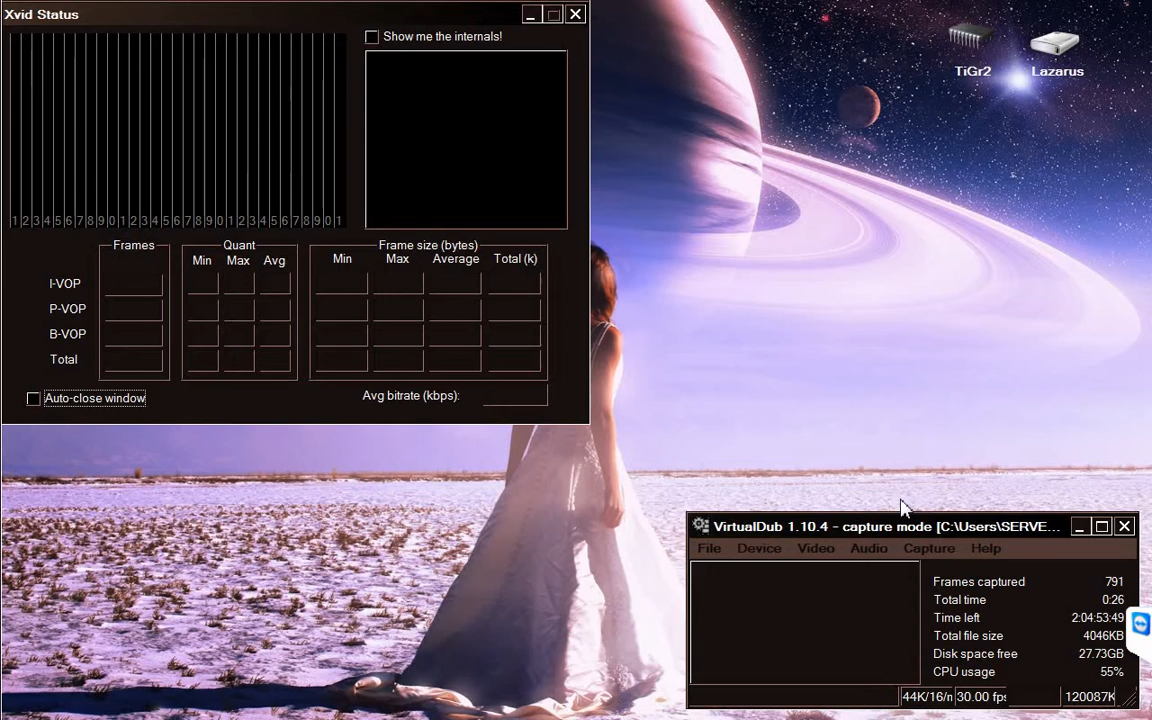 Xvid Status
Show me the internals!
1 2 3 4 5 6 7 8 9 0 1 2 3 4 5 6 7 8 9 0 1 2 3 4 5 6 7 8 9 0 1
Frames
Quant
Min Max Avg
Frame size (bytes)
Min Max Average Total (k)
I-VOP
P-VOP
B-VOP
Total
Auto-close window
Avg bitrate (kbps):
TiGr2
Lazarus
VirtualDub 1.10.4 - capture mode [C:\Users\SERVE...
File Device Video Audio Capture Help
Frames captured 791
Total time 0:26
Time left 2:04:53:49
Total file size 4046KB
Disk space free 27.73GB
CPU usage 55%
44K/16/n 30.00 fps 120087K